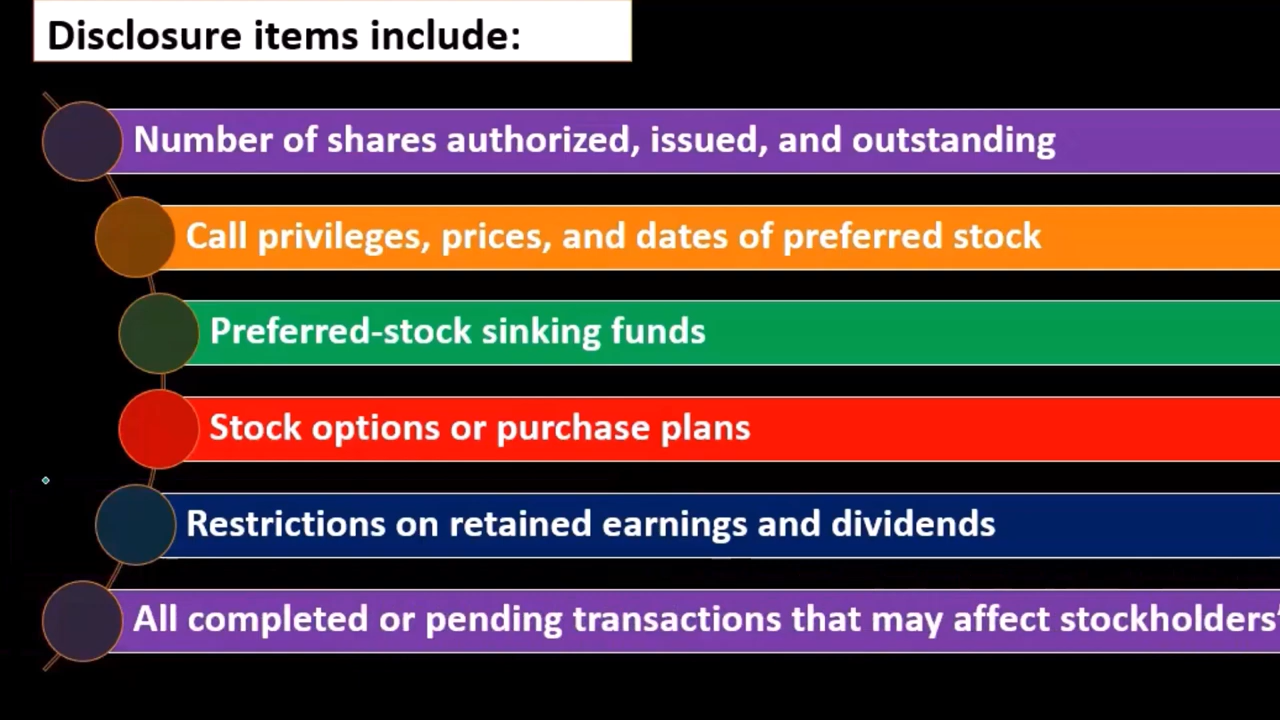 Disclosure items include:
Number of shares authorized, issued, and outstanding
Call privileges, prices, and dates of preferred stock
Preferred-stock sinking funds
Stock options or purchase plans
Restrictions on retained earnings and dividends
All completed or pending transactions that may affect stockholders'